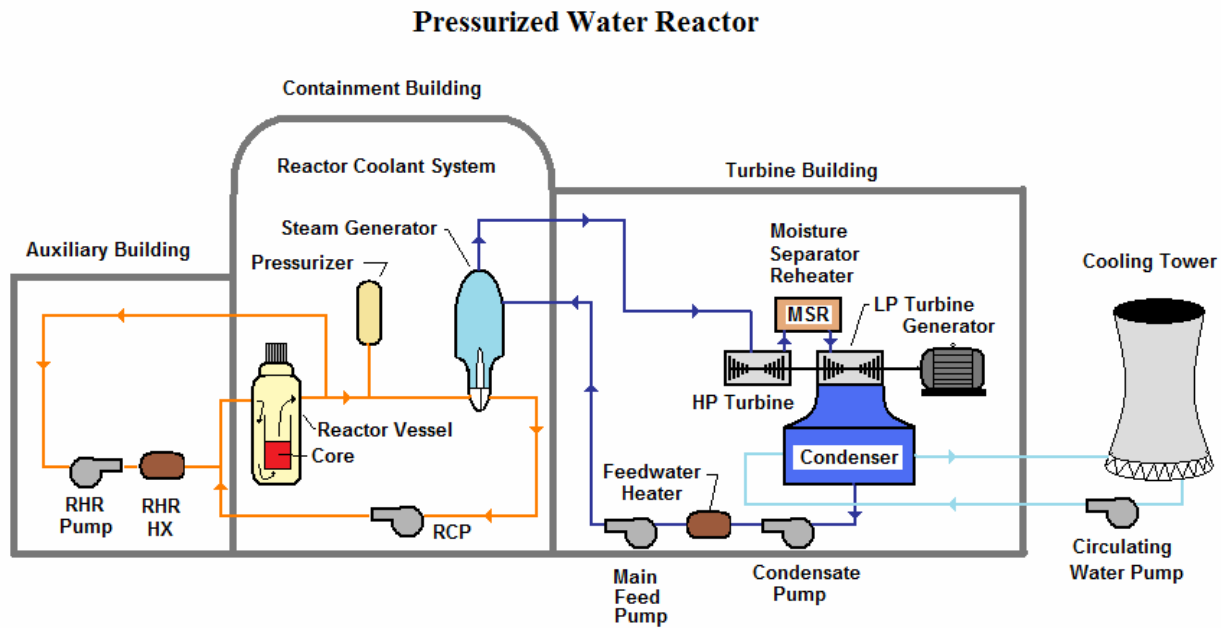 Pressurized Water Reactor
Containment Building
Reactor Coolant System
Turbine Building
Steam Generator
Auxiliary Building
Pressurizer
Moisture
Separator
Reheater
Cooling Tower
MSR
LP Turbine
Generator
HP Turbine
Reactor Vessel
Core
Condenser
Feedwater
Heater
RHR
Pump
RHR
HX
RCP
Main
Feed
Pump
Condensate
Pump
Circulating
Water Pump